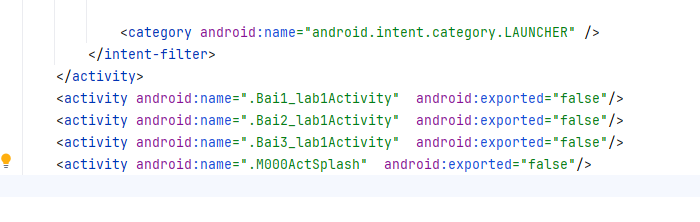 <category android:name="android.intent.category.LAUNCHER" />
</intent-filter>
</activity>
<activity android:name=".Bai1_lab1Activity"  android:exported="false"/>
<activity android:name=".Bai2_lab1Activity"  android:exported="false"/>
<activity android:name=".Bai3_lab1Activity"  android:exported="false"/>
<activity android:name=".M000ActSplash"  android:exported="false"/>